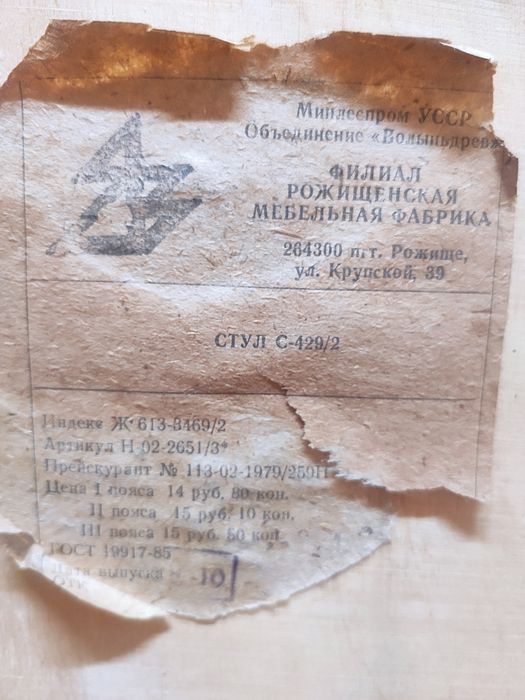 Минлеспром УССР
Объединение «Волыньдрев»
ФИЛИАЛ
РОЖИЩЕНСКАЯ
МЕБЕЛЬНАЯ ФАБРИКА
264300 пгт. Рожище,
ул. Крупской, 39
СТУЛ С-429/2
Индекс Ж 613-8469/2
Артикул Н-02-2651/3*
Прейскурант № 113-02-1979/259П
Цена I пояса 14 руб. 80 коп.
II пояса 15 руб. 10 коп.
III пояса 15 руб. 50 коп.
ГОСТ 19917-85
Дата выпуска 10
ОТК